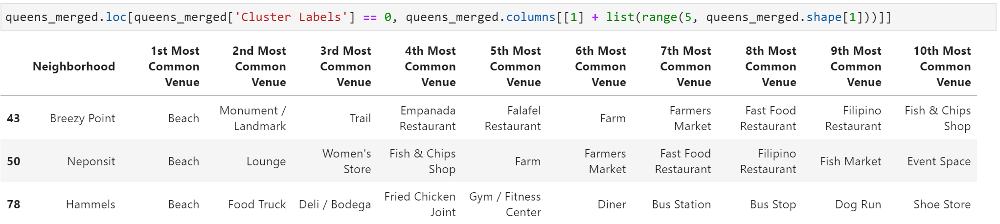 queens_merged.loc[queens_merged['Cluster Labels'] == 0, queens_merged.columns[[1] + list(range(5, queens_merged.shape[1]))]]
Neighborhood 1st Most Common Venue 2nd Most Common Venue 3rd Most Common Venue 4th Most Common Venue 5th Most Common Venue 6th Most Common Venue 7th Most Common Venue 8th Most Common Venue 9th Most Common Venue 10th Most Common Venue
43 Breezy Point Beach Monument / Landmark Trail Empanada Restaurant Falafel Restaurant Farm Farmers Market Fast Food Restaurant Filipino Restaurant Fish & Chips Shop
50 Neponsit Beach Lounge Women's Store Fish & Chips Shop Farm Farmers Market Fast Food Restaurant Filipino Restaurant Fish Market Event Space
78 Hammels Beach Food Truck Deli / Bodega Fried Chicken Joint Gym / Fitness Center Diner Bus Station Bus Stop Dog Run Shoe Store